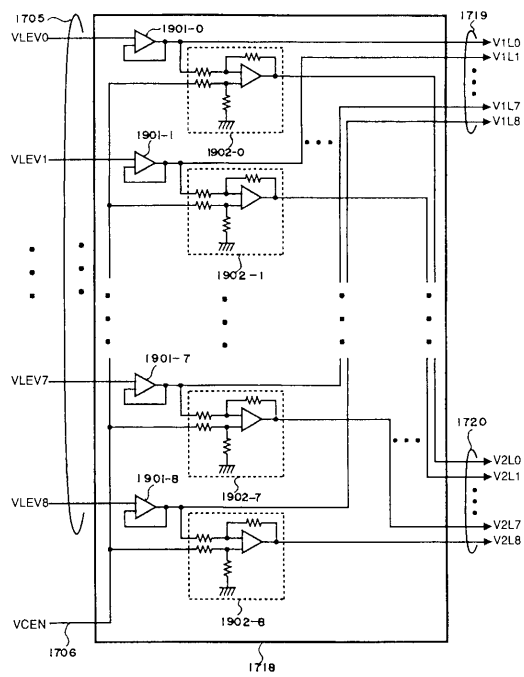 1705
1901-0
1719
VLEV0
V1L0
V1L1
V1L7
V1L8
1902-0
1901-1
VLEV1
1902-1
1901-7
VLEV7
1720
V2L0
V2L1
1902-7
1901-8
VLEV8
V2L7
V2L8
1902-8
VCEN
1706
1718